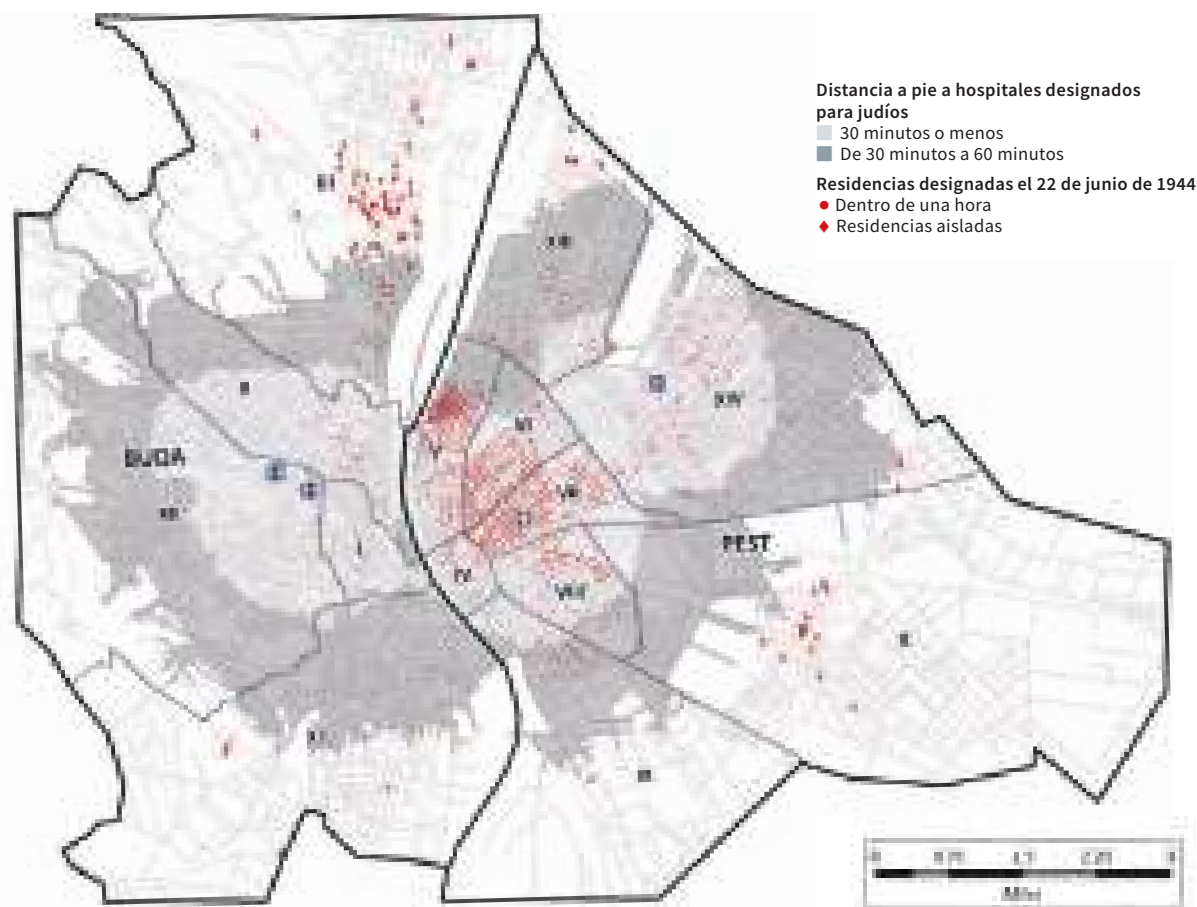 Distancia a pie a hospitales designados
para judíos
30 minutos o menos
De 30 minutos a 60 minutos
Residencias designadas el 22 de junio de 1944
Dentro de una hora
Residencias aisladas
III
XIII
II
XIV
VI
V
BUDA
VII
XII
I
PEST
IV
VIII
XI